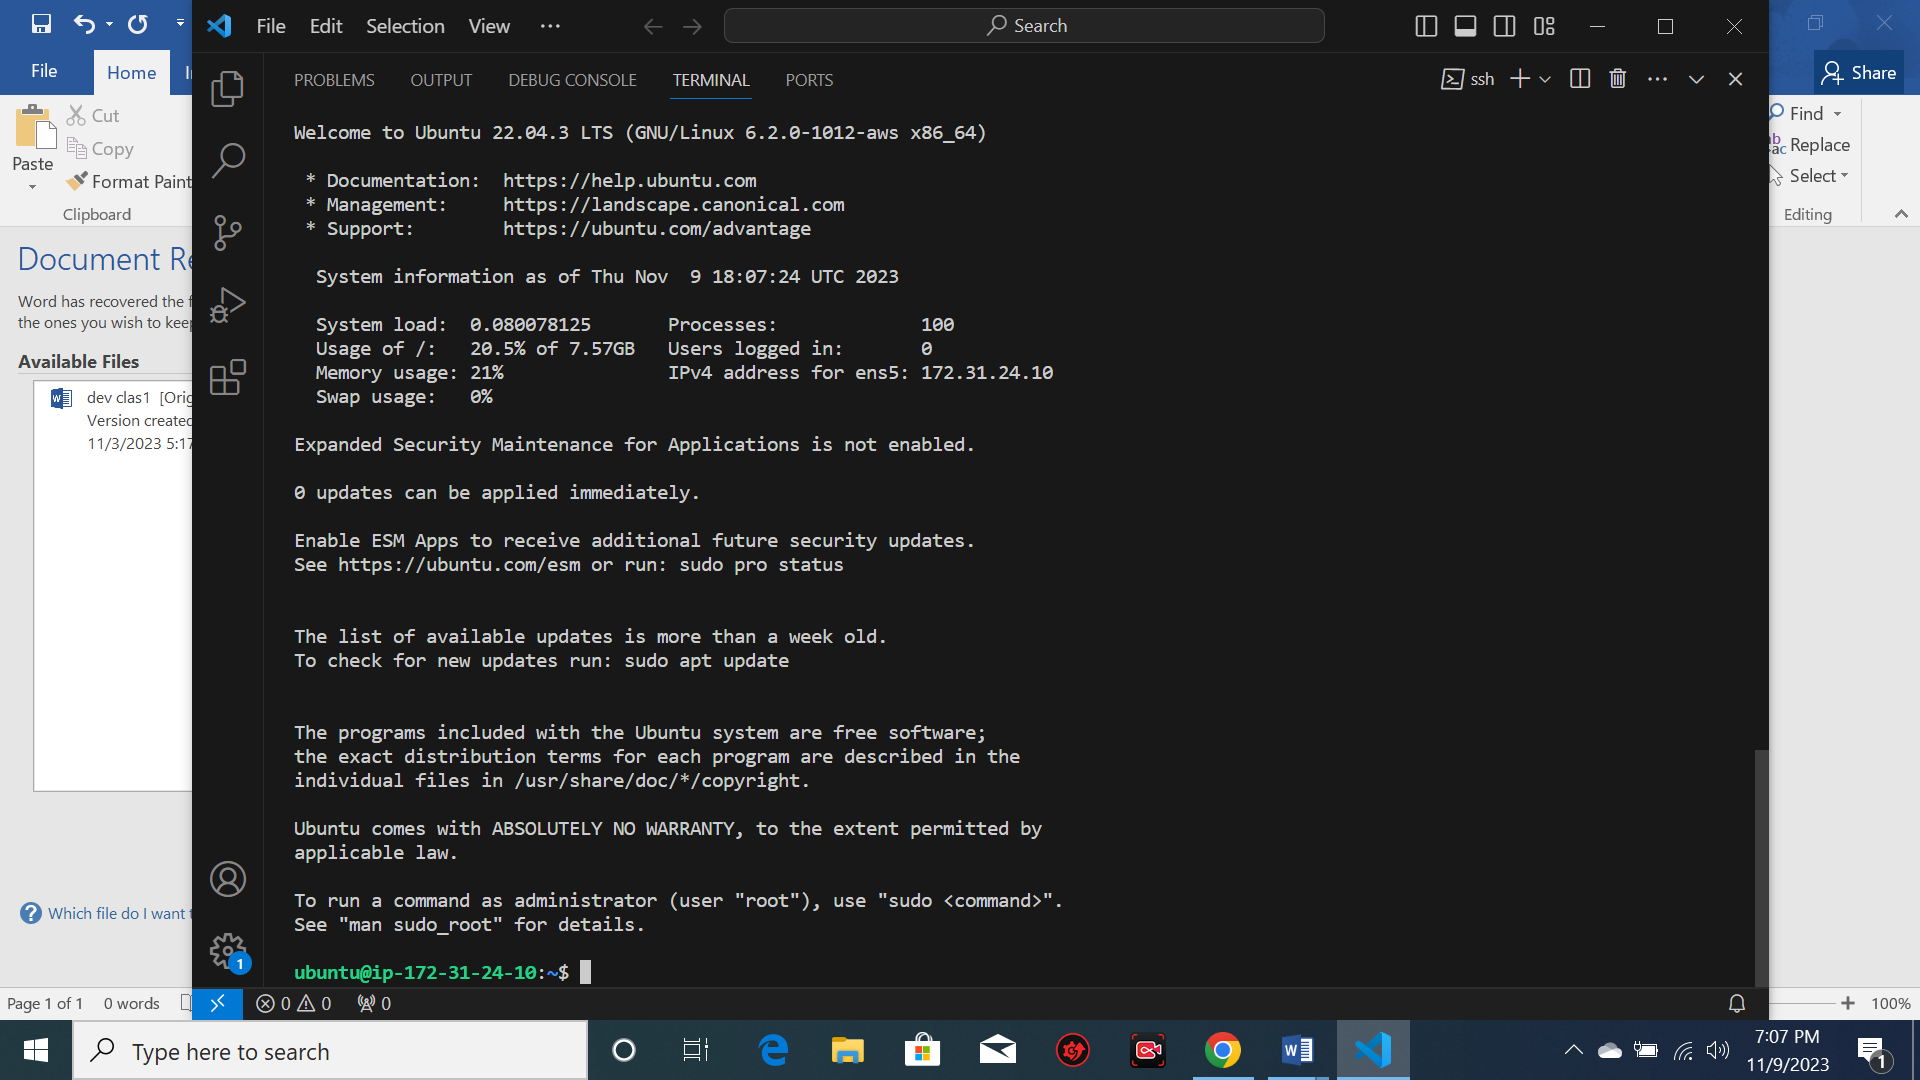 File Edit Selection View ···
Search
File Home
Share
Paste
Cut
Copy
Format Paint
Clipboard
Find
Replace
Select
Editing
Document Re
Word has recovered the f
the ones you wish to keep
Available Files
dev clas1 [Orig
Version created
11/3/2023 5:17
Which file do I want t
Page 1 of 1 0 words
100%
PROBLEMS OUTPUT DEBUG CONSOLE TERMINAL PORTS
ssh
Welcome to Ubuntu 22.04.3 LTS (GNU/Linux 6.2.0-1012-aws x86_64)
* Documentation: https://help.ubuntu.com
* Management: https://landscape.canonical.com
* Support: https://ubuntu.com/advantage
System information as of Thu Nov 9 18:07:24 UTC 2023
System load: 0.080078125 Processes: 100
Usage of /: 20.5% of 7.57GB Users logged in: 0
Memory usage: 21% IPv4 address for ens5: 172.31.24.10
Swap usage: 0%
Expanded Security Maintenance for Applications is not enabled.
0 updates can be applied immediately.
Enable ESM Apps to receive additional future security updates.
See https://ubuntu.com/esm or run: sudo pro status
The list of available updates is more than a week old.
To check for new updates run: sudo apt update
The programs included with the Ubuntu system are free software;
the exact distribution terms for each program are described in the
individual files in /usr/share/doc/*/copyright.
Ubuntu comes with ABSOLUTELY NO WARRANTY, to the extent permitted by
applicable law.
To run a command as administrator (user "root"), use "sudo <command>".
See "man sudo_root" for details.
ubuntu@ip-172-31-24-10:~$
1
0 0 0
Type here to search
7:07 PM
11/9/2023
1